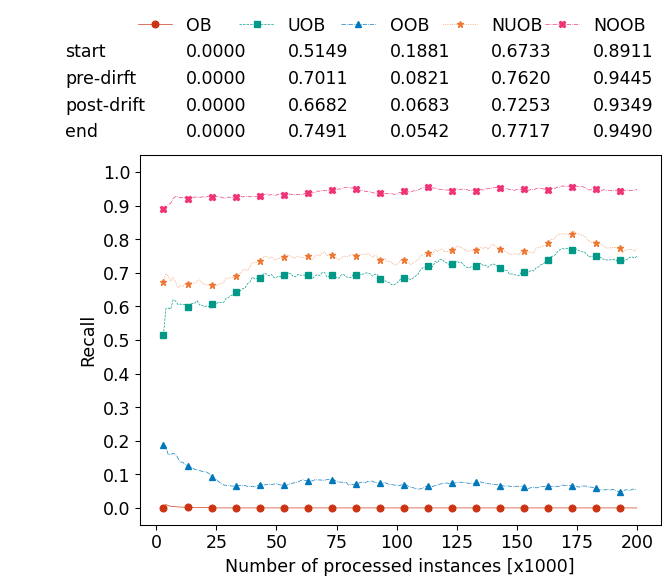 OB UOB OOB NUOB NOOB
start 0.0000 0.5149 0.1881 0.6733 0.8911
pre-dirft 0.0000 0.7011 0.0821 0.7620 0.9445
post-drift 0.0000 0.6682 0.0683 0.7253 0.9349
end 0.0000 0.7491 0.0542 0.7717 0.9490
1.0
0.9
0.8
0.7
0.6
0.5
0.4
0.3
0.2
0.1
0.0
Recall
0 25 50 75 100 125 150 175 200
Number of processed instances [x1000]